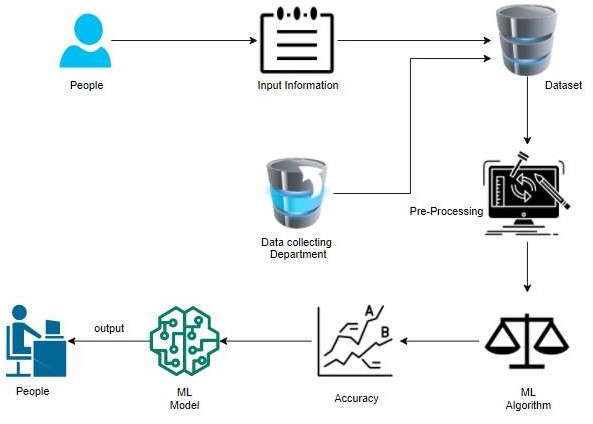 People
Input Information
Dataset
Data collecting
Department
Pre-Processing
ML
Algorithm
A
B
Accuracy
ML
Model
output
People